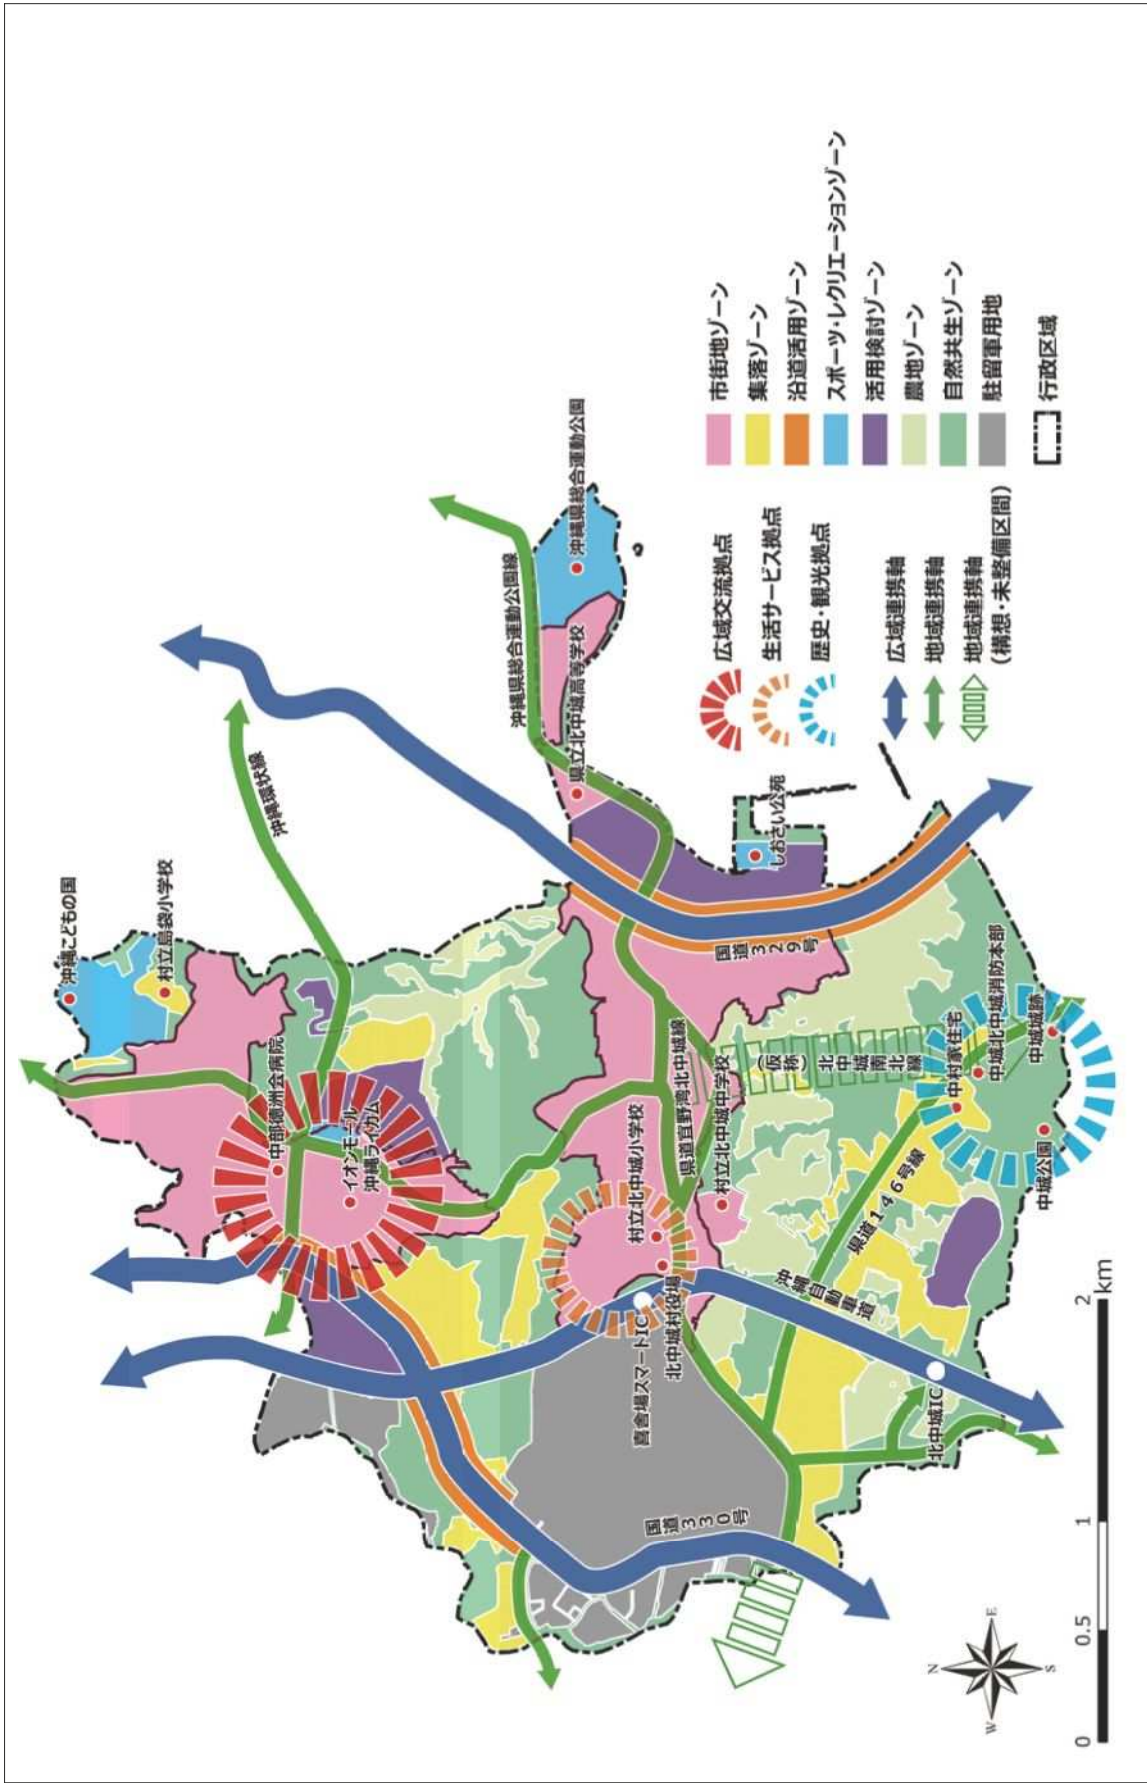 沖縄こどもの国
村立島袋小学校
沖縄環状線
中部徳洲会病院
イオンモール
沖縄ライカム
沖縄県総合運動公園線
沖縄県総合運動公園
県立北中城高等学校
しおさい公苑
国道329号
県道宜野湾北中城線
村立北中城小学校
村立北中城中学校
喜舎場スマートIC
北中城村役場
(仮称)
北中城南北線
中村家住宅
中城北中城消防本部
中城城跡
中城公園
県道146号線
沖縄自動車道
北中城IC
国道330号
広域交流拠点
生活サービス拠点
歴史・観光拠点
広域連携軸
地域連携軸
地域連携軸
(構想・未整備区間)
市街地ゾーン
集落ゾーン
沿道活用ゾーン
スポーツ・レクリエーションゾーン
活用検討ゾーン
農地ゾーン
自然共生ゾーン
駐留軍用地
行政区域
N
E
S
W
0 0.5 1 2 km